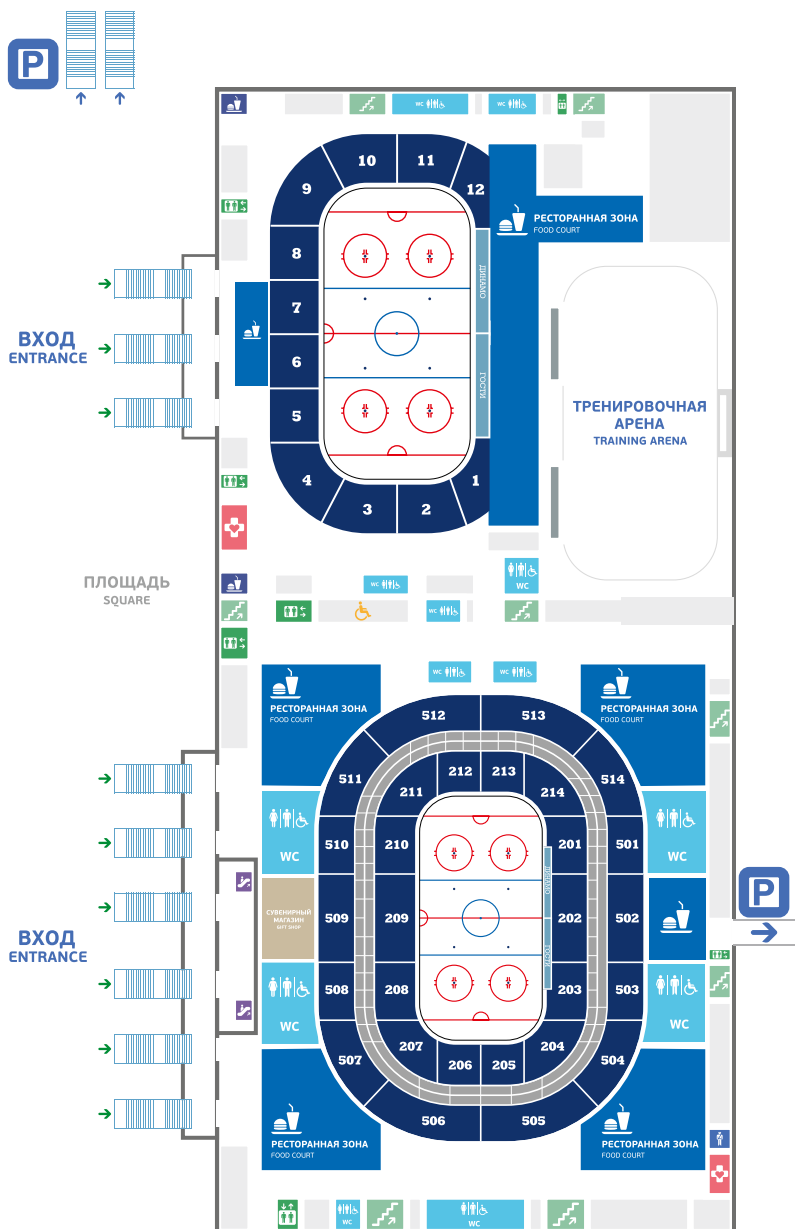 P
WC
WC
10
11
9
12
РЕСТОРАННАЯ ЗОНА
FOOD COURT
8
ДИНАМО
7
ВХОД
ENTRANCE
6
ГОСТИ
5
ТРЕНИРОВОЧНАЯ
АРЕНА
TRAINING ARENA
4
1
3
2
ПЛОЩАДЬ
SQUARE
WC
WC
WC
WC
WC
РЕСТОРАННАЯ ЗОНА
FOOD COURT
РЕСТОРАННАЯ ЗОНА
FOOD COURT
512
513
511
212
213
514
211
214
510
210
201
501
WC
WC
ДИНАМО
P
СУВЕНИРНЫЙ
МАГАЗИН
GIFT SHOP
509
209
202
502
ВХОД
ENTRANCE
ГОСТИ
508
208
203
503
WC
WC
507
207
204
504
206
205
506
505
РЕСТОРАННАЯ ЗОНА
FOOD COURT
РЕСТОРАННАЯ ЗОНА
FOOD COURT
WC
WC